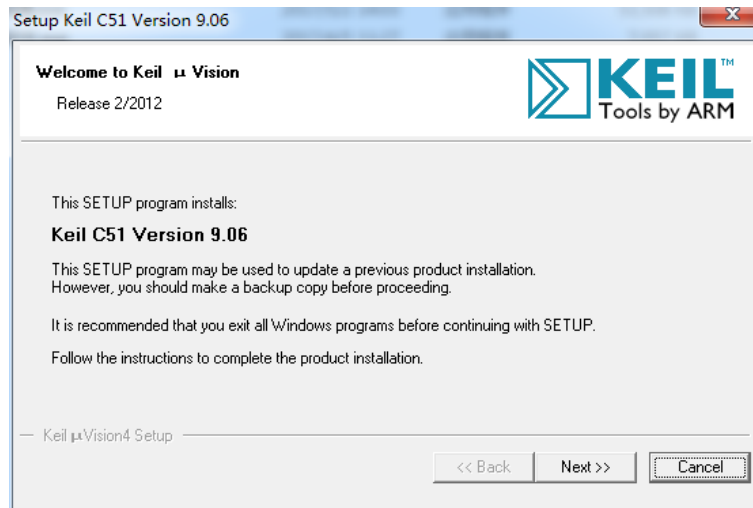 Setup Keil C51 Version 9.06
Welcome to Keil μ Vision
Release 2/2012
KEIL™
Tools by ARM
This SETUP program installs:
Keil C51 Version 9.06
This SETUP program may be used to update a previous product installation.
However, you should make a backup copy before proceeding.
It is recommended that you exit all Windows programs before continuing with SETUP.
Follow the instructions to complete the product installation.
Keil μVision4 Setup
<< Back
Next >>
Cancel